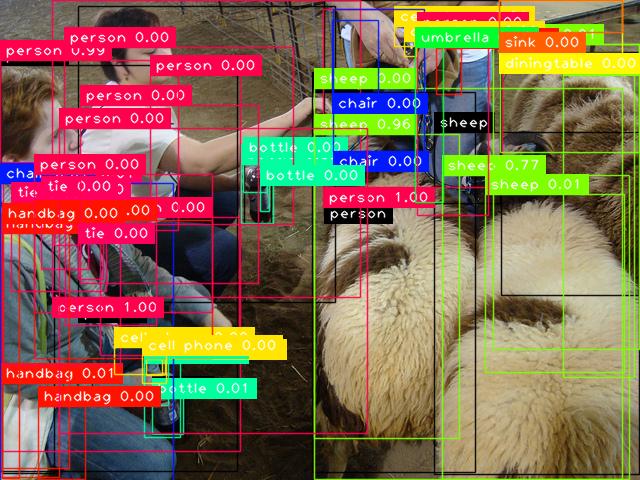 person 0.00
person 0.99
person 0.00
person 0.00
person 0.00
person 0.00
tie 0.00
handbag 0.00
tie 0.00
person 1.00
cell phone 0.00
handbag 0.01
handbag 0.00
bottle 0.01
bottle 0.00
bottle 0.00
sheep 0.00
chair 0.00
sheep 0.96
chair 0.00
person 1.00
person
umbrella
sink 0.00
diningtable 0.00
sheep
sheep 0.77
sheep 0.01